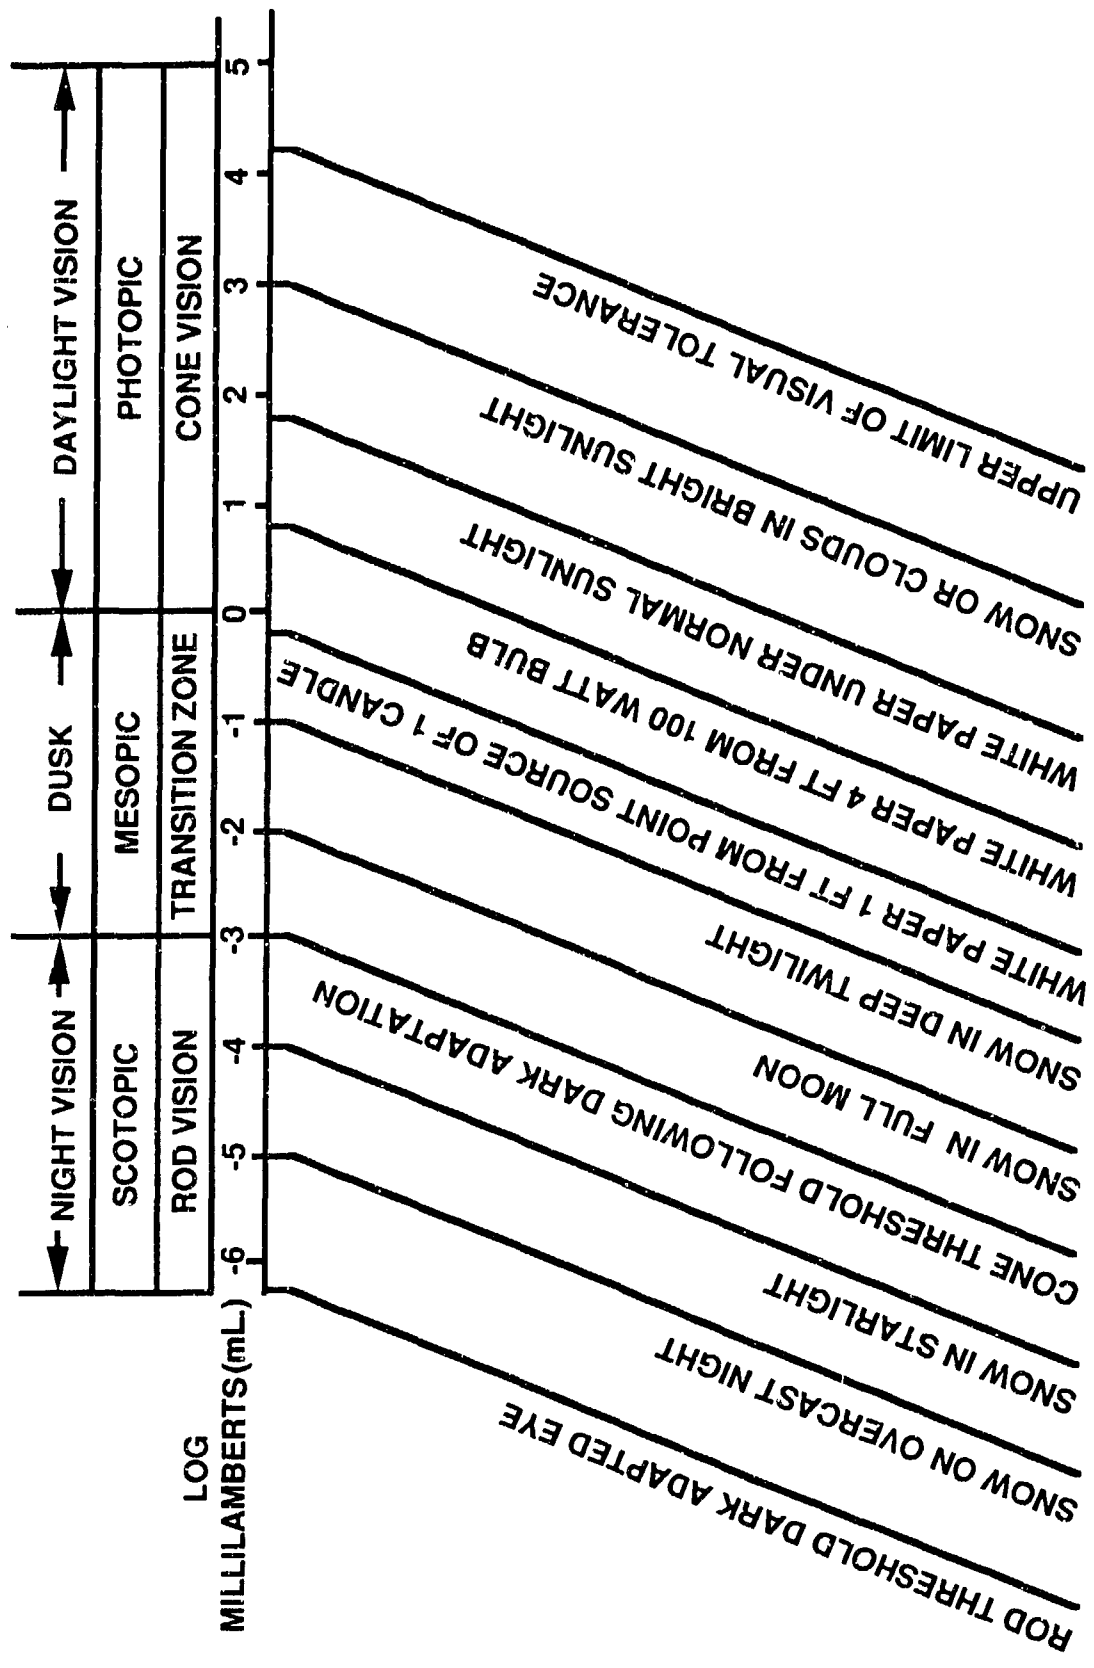 NIGHT VISION
DUSK
DAYLIGHT VISION
SCOTOPIC
MESOPIC
PHOTOPIC
ROD VISION
TRANSITION ZONE
CONE VISION
LOG
MILLILAMBERTS(mL.)
-6
-5
-4
-3
-2
-1
0
1
2
3
4
5
ROD THRESHOLD DARK ADAPTED EYE
SNOW ON OVERCAST NIGHT
SNOW IN STARLIGHT
CONE THRESHOLD FOLLOWING DARK ADAPTATION
SNOW IN FULL MOON
SNOW IN DEEP TWILIGHT
WHITE PAPER 1 FT FROM POINT SOURCE OF 1 CANDLE
WHITE PAPER 4 FT FROM 100 WATT BULB
WHITE PAPER UNDER NORMAL SUNLIGHT
SNOW OR CLOUDS IN BRIGHT SUNLIGHT
UPPER LIMIT OF VISUAL TOLERANCE